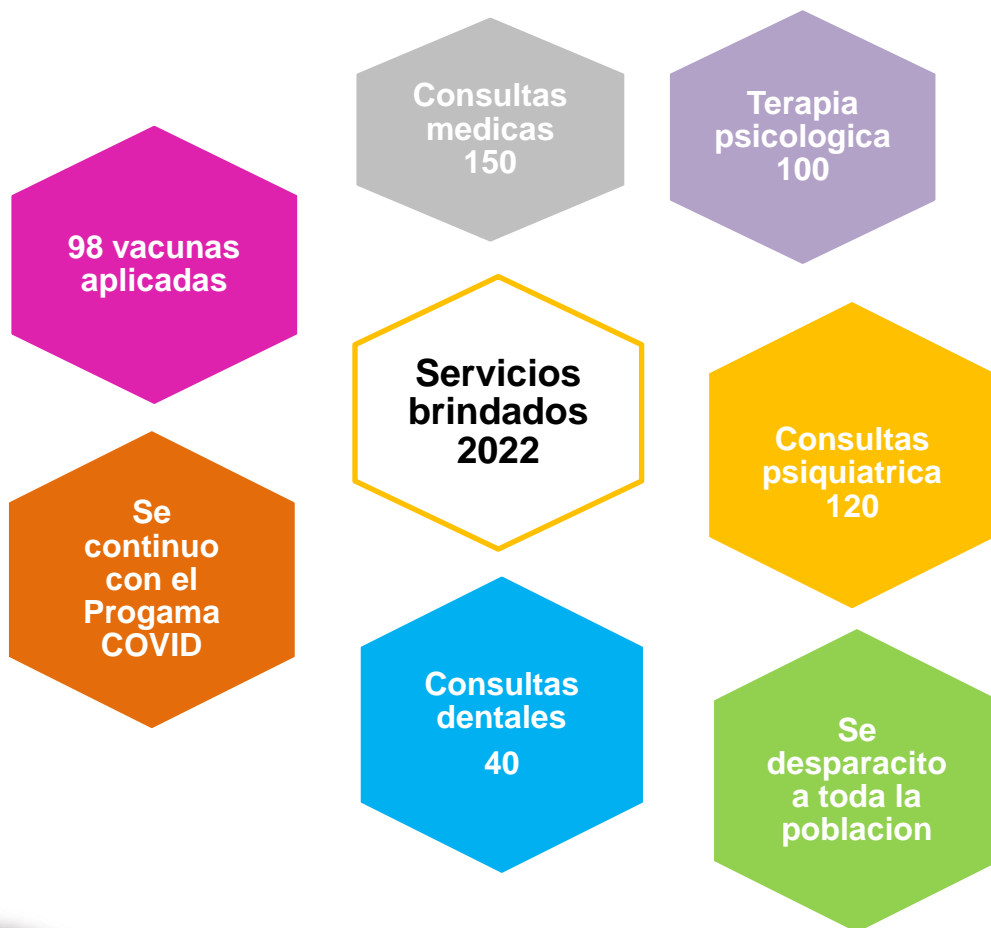 Consultas
medicas
150
Terapia
psicologica
100
98 vacunas
aplicadas
Servicios
brindados
2022
Consultas
psiquiatrica
120
Se
continuo
con el
Progama
COVID
Consultas
dentales
40
Se
desparacito
a toda la
poblacion